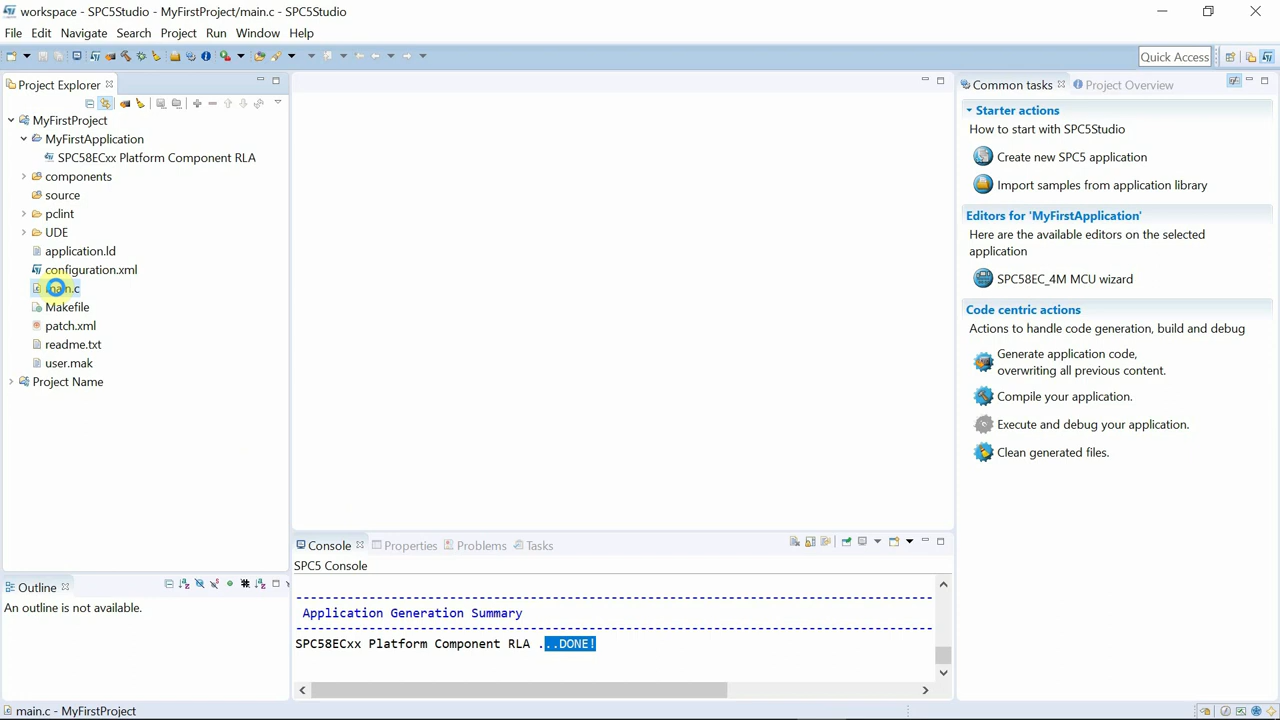 workspace - SPC5Studio - MyFirstProject/main.c - SPC5Studio
File Edit Navigate Search Project Run Window Help
Quick Access
Project Explorer
MyFirstProject
MyFirstApplication
SPC58ECxx Platform Component RLA
components
source
pclint
UDE
application.ld
configuration.xml
main.c
Makefile
patch.xml
readme.txt
user.mak
Project Name
Outline
An outline is not available.
Console Properties Problems Tasks
SPC5 Console
Application Generation Summary
SPC58ECxx Platform Component RLA ...DONE!
Common tasks Project Overview
Starter actions
How to start with SPC5Studio
Create new SPC5 application
Import samples from application library
Editors for 'MyFirstApplication'
Here are the available editors on the selected
application
SPC58EC_4M MCU wizard
Code centric actions
Actions to handle code generation, build and debug
Generate application code,
overwriting all previous content.
Compile your application.
Execute and debug your application.
Clean generated files.
main.c - MyFirstProject